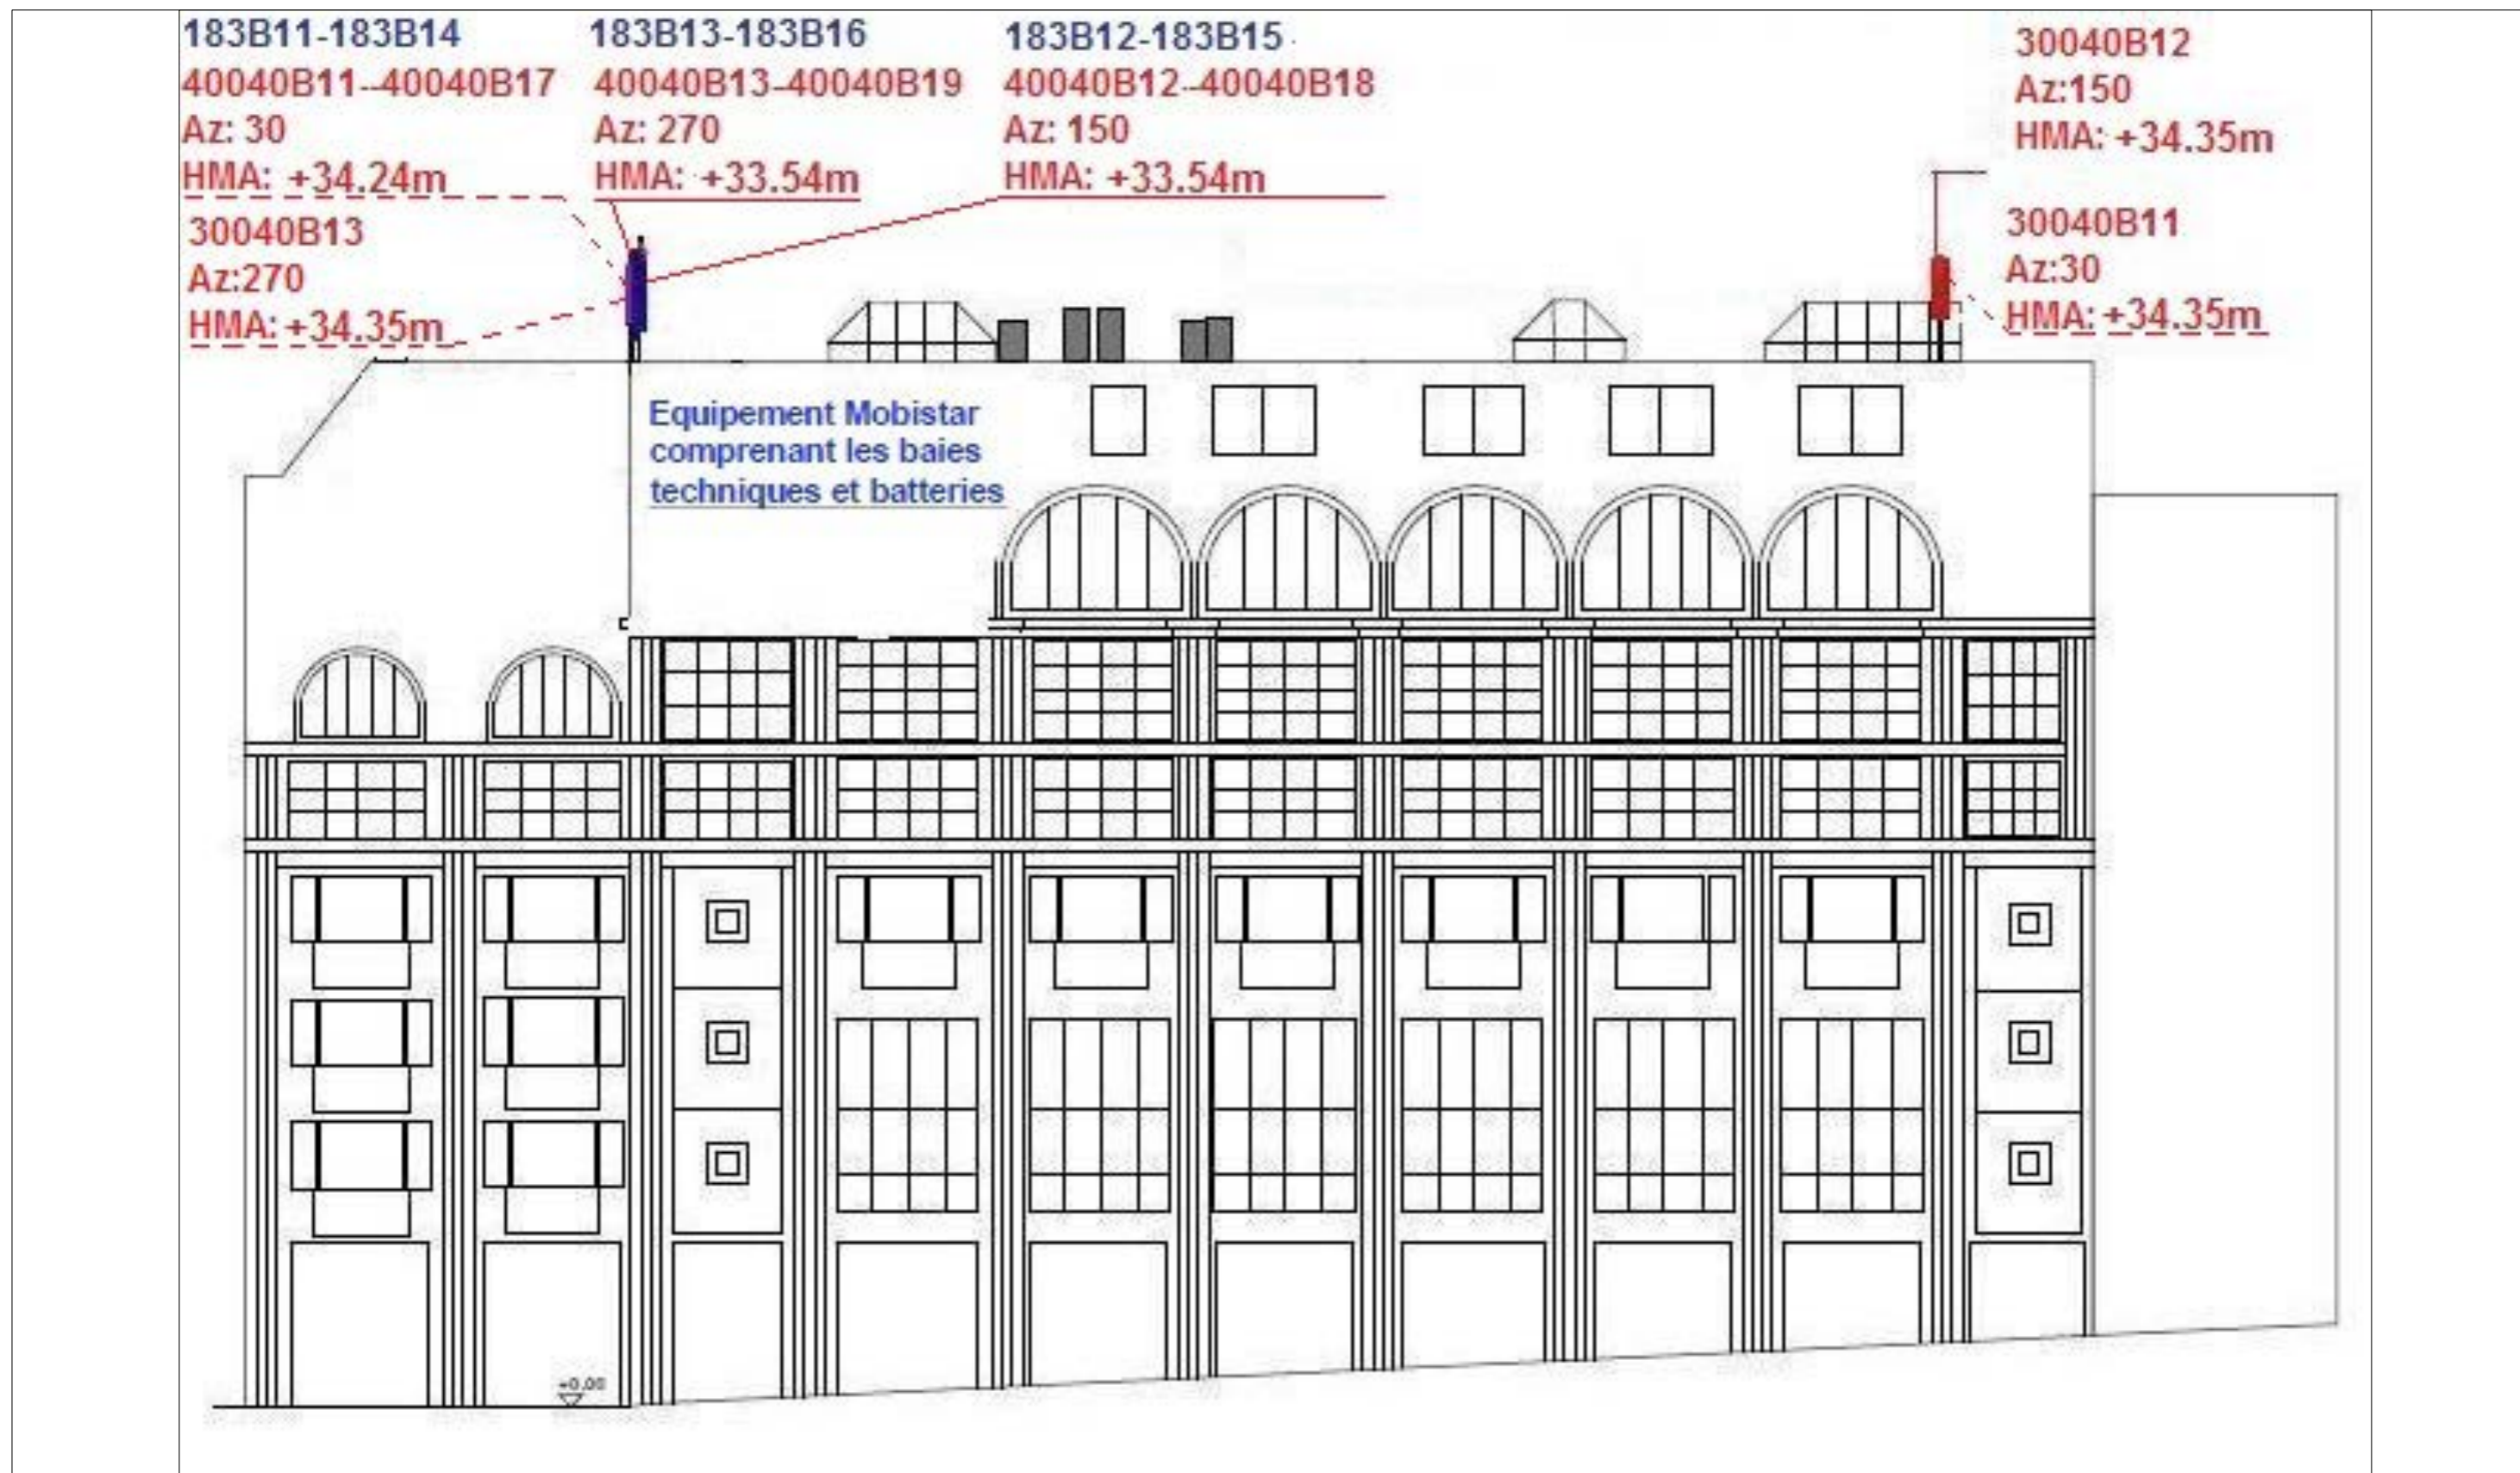 183B11-183B14
40040B11--40040B17
Az: 30
HMA: +34.24m
30040B13
Az:270
HMA: +34.35m
183B13-183B16
40040B13-40040B19
Az: 270
HMA: +33.54m
183B12-183B15
40040B12-40040B18
Az: 150
HMA: +33.54m
30040B12
Az:150
HMA: +34.35m
30040B11
Az:30
HMA: +34.35m
Equipement Mobistar
comprenant les baies
techniques et batteries
+0.00